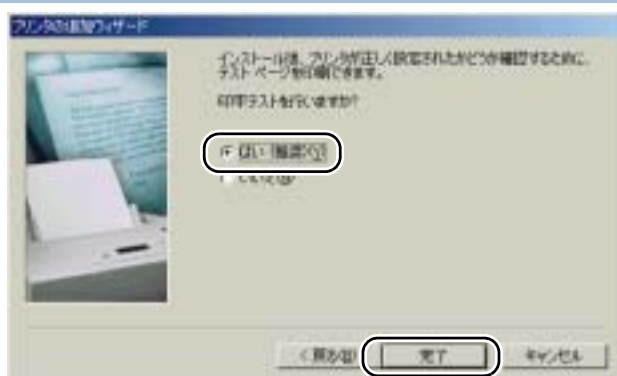 プリンタの追加ウィザード
インストール後、プリンタが正しく設定されたかどうか確認するために、
テスト ページを印刷できます。
印字テストを行いますか?
はい (推奨)(Y)
いいえ(N)
< 戻る(B)
完了
キャンセル